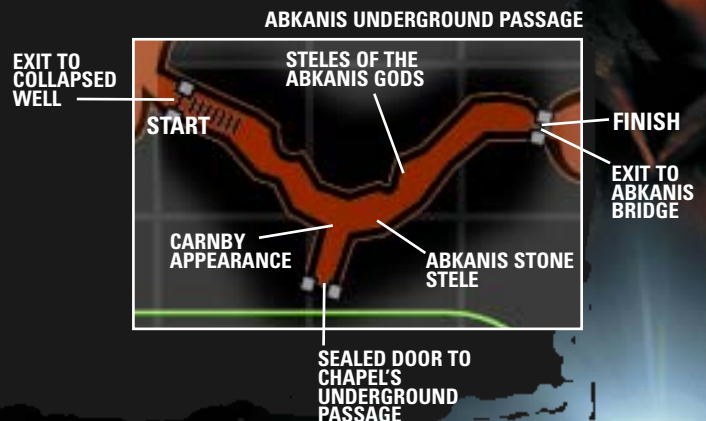 ABKANIS UNDERGROUND PASSAGE
EXIT TO
COLLAPSED
WELL
START
STELES OF THE
ABKANIS GODS
FINISH
EXIT TO
ABKANIS
BRIDGE
CARNBY
APPEARANCE
ABKANIS STONE
STELE
SEALED DOOR TO
CHAPEL'S
UNDERGROUND
PASSAGE